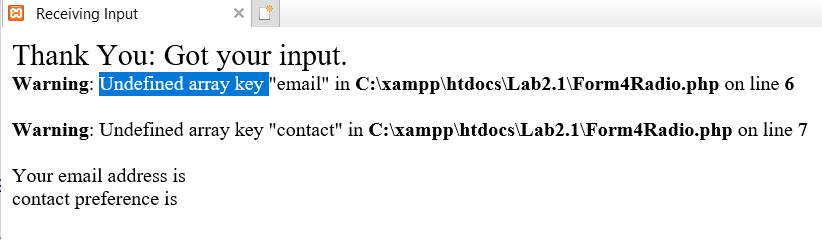 Receiving Input
Thank You: Got your input.
Warning: Undefined array key "email" in C:\xampp\htdocs\Lab2.1\Form4Radio.php on line 6
Warning: Undefined array key "contact" in C:\xampp\htdocs\Lab2.1\Form4Radio.php on line 7
Your email address is
contact preference is